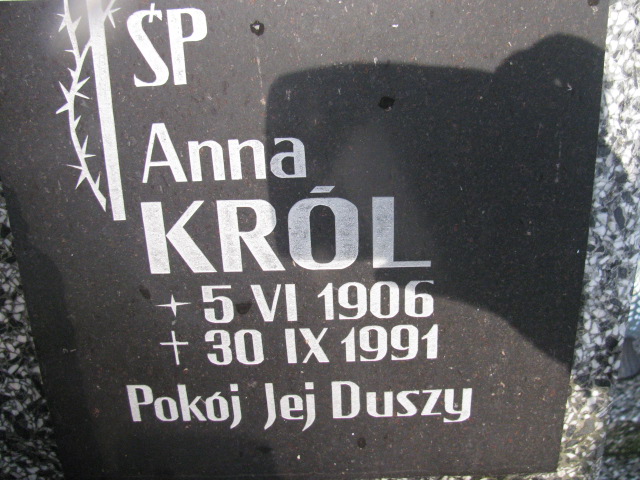 ŚP
Anna
KRÓL
+ 5 VI 1906
† 30 IX 1991
Pokój Jej Duszy